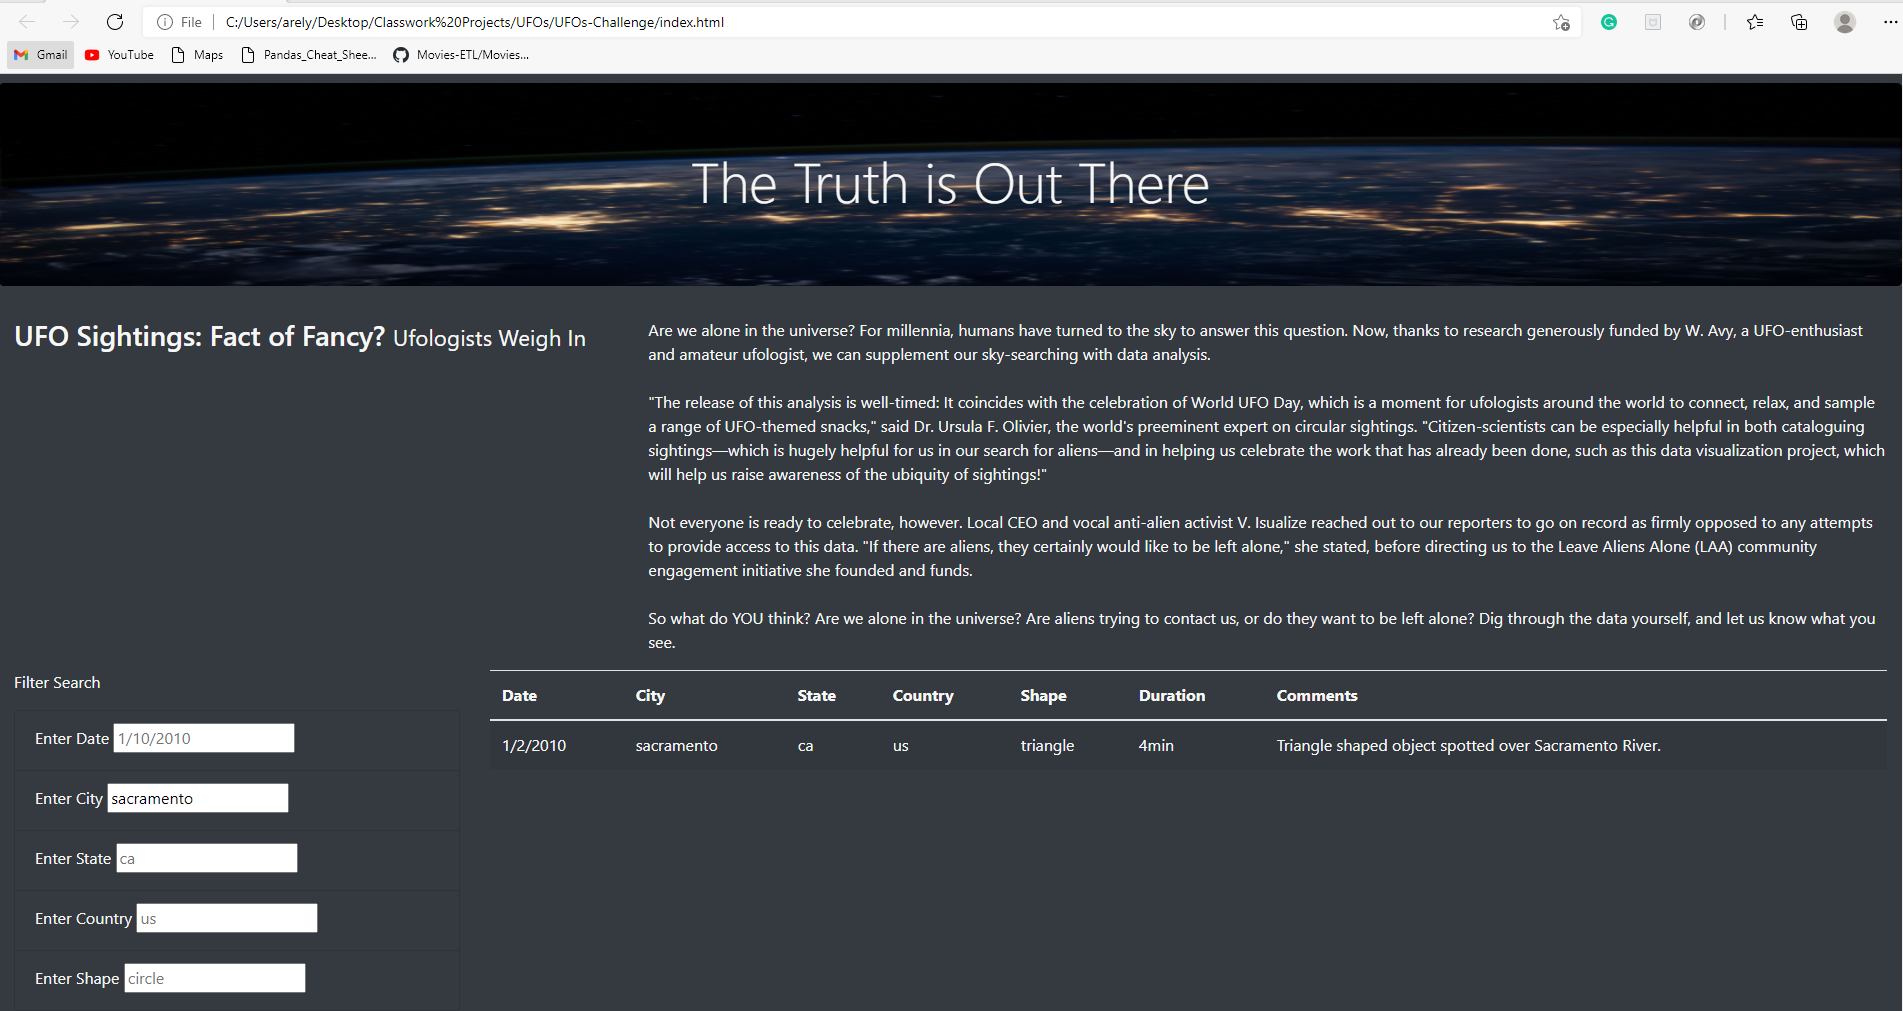 File C:/Users/arely/Desktop/Classwork%20Projects/UFOs/UFOs-Challenge/index.html
Gmail YouTube Maps Pandas_Cheat_Shee... Movies-ETL/Movies...
The Truth is Out There
UFO Sightings: Fact of Fancy? Ufologists Weigh In
Are we alone in the universe? For millennia, humans have turned to the sky to answer this question. Now, thanks to research generously funded by W. Avy, a UFO-enthusiast
and amateur ufologist, we can supplement our sky-searching with data analysis.
"The release of this analysis is well-timed: It coincides with the celebration of World UFO Day, which is a moment for ufologists around the world to connect, relax, and sample
a range of UFO-themed snacks," said Dr. Ursula F. Olivier, the world's preeminent expert on circular sightings. "Citizen-scientists can be especially helpful in both cataloguing
sightings—which is hugely helpful for us in our search for aliens—and in helping us celebrate the work that has already been done, such as this data visualization project, which
will help us raise awareness of the ubiquity of sightings!"
Not everyone is ready to celebrate, however. Local CEO and vocal anti-alien activist V. Isualize reached out to our reporters to go on record as firmly opposed to any attempts
to provide access to this data. "If there are aliens, they certainly would like to be left alone," she stated, before directing us to the Leave Aliens Alone (LAA) community
engagement initiative she founded and funds.
So what do YOU think? Are we alone in the universe? Are aliens trying to contact us, or do they want to be left alone? Dig through the data yourself, and let us know what you
see.
Filter Search
Enter Date 1/10/2010
Enter City sacramento
Enter State ca
Enter Country us
Enter Shape circle
Date City State Country Shape Duration Comments
1/2/2010 sacramento ca us triangle 4min Triangle shaped object spotted over Sacramento River.